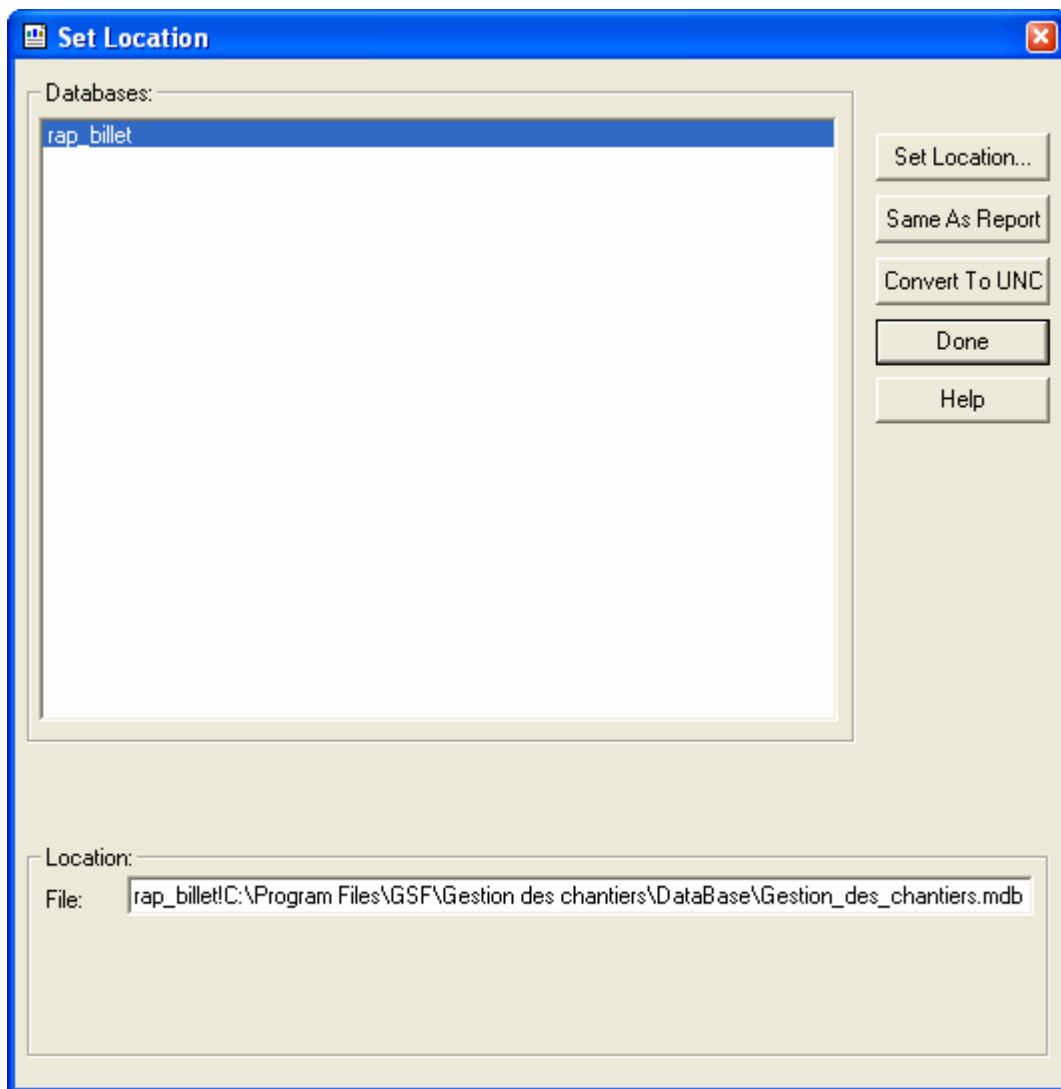 Set Location
Databases:
rap_billet
Set Location...
Same As Report
Convert To UNC
Done
Help
Location:
File: rap_billet!C:\Program Files\GSF\Gestion des chantiers\DataBase\Gestion_des_chantiers.mdb